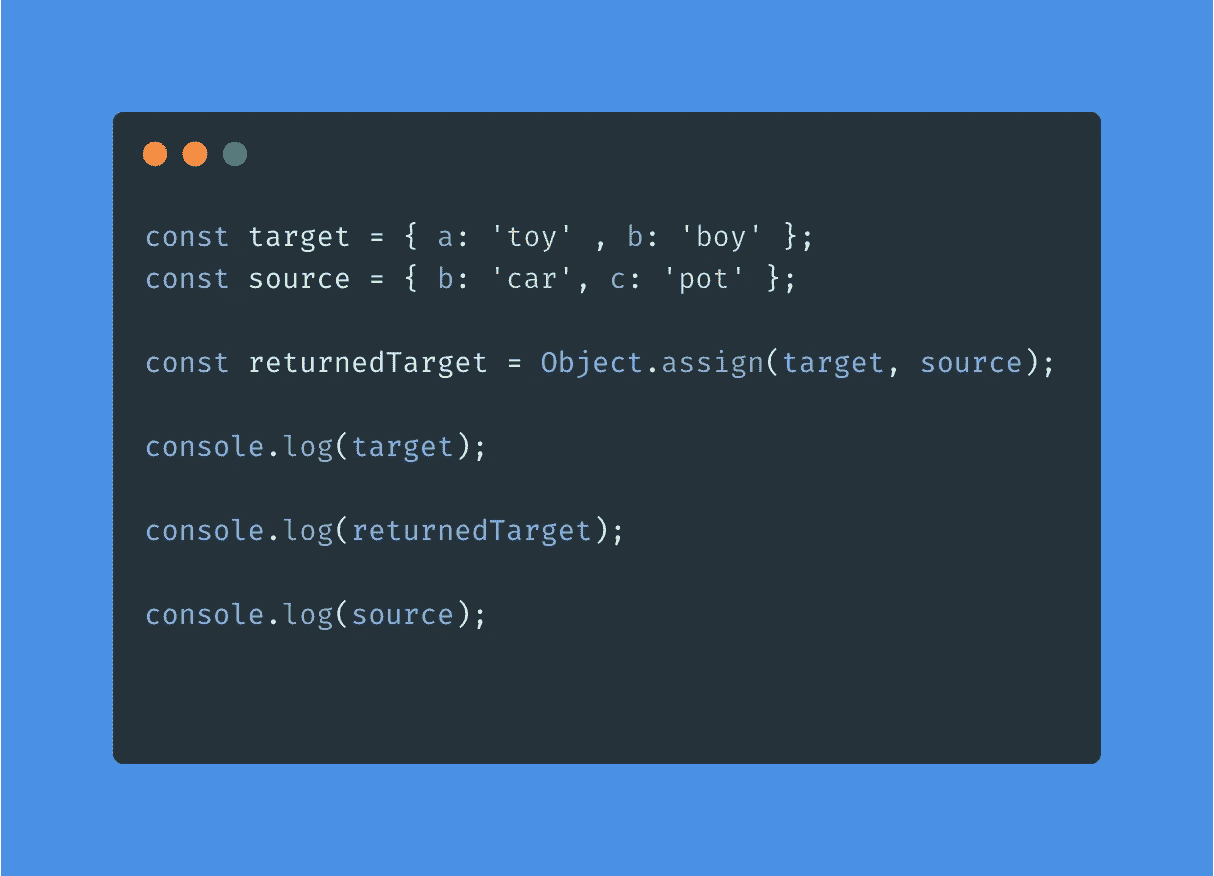 const target = { a: 'toy' , b: 'boy' };
const source = { b: 'car', c: 'pot' };
const returnedTarget = Object.assign(target, source);
console.log(target);
console.log(returnedTarget);
console.log(source);